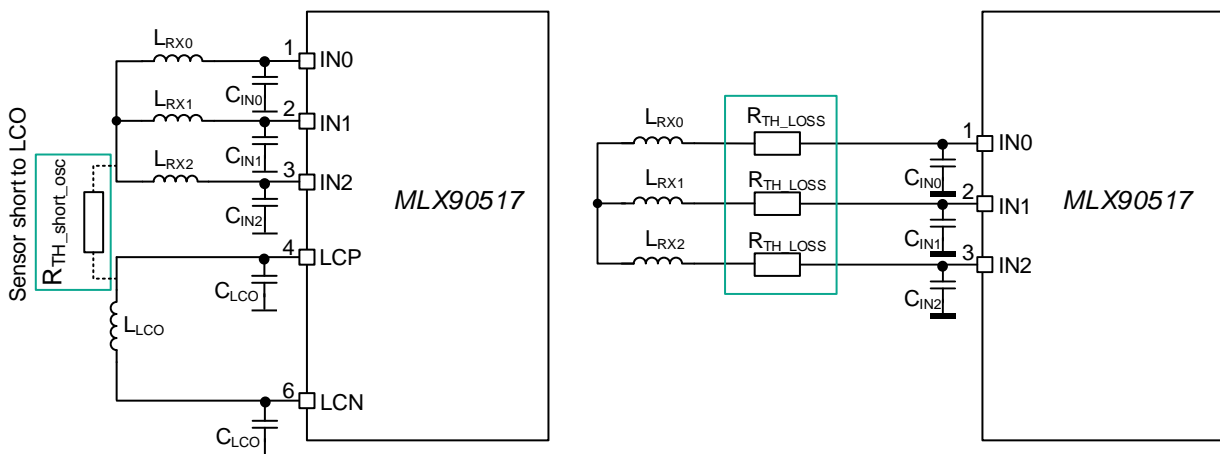 Sensor short to LCO
RTH_short_osc
LRX0
1
IN0
CIN0
LRX1
2
IN1
CIN1
LRX2
3
IN2
CIN2
MLX90517
4
LCP
CLCO
LLCO
6
LCN
CLCO
LRX0
RTH_LOSS
1
IN0
CIN0
LRX1
RTH_LOSS
2
IN1
CIN1
LRX2
RTH_LOSS
3
IN2
CIN2
MLX90517